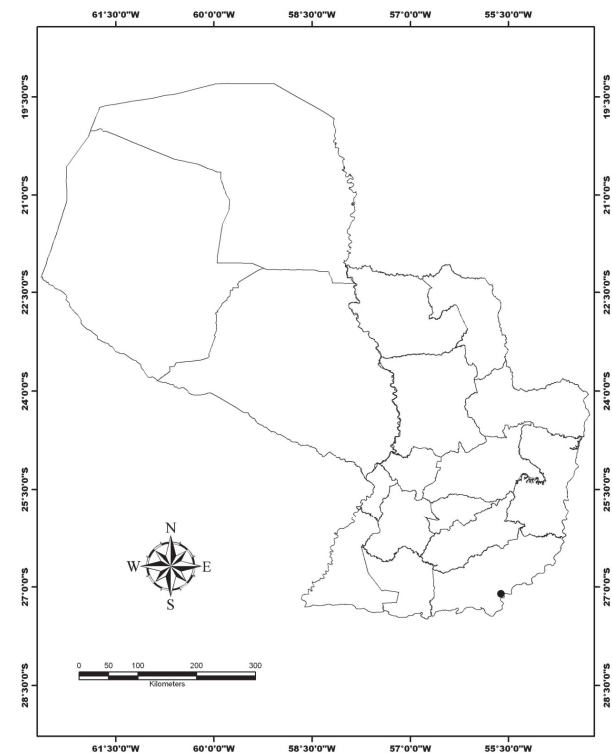 61°30'0"W 60°0'0"W 58°30'0"W 57°0'0"W 55°30'0"W
19°30'0"S 19°30'0"S
21°0'0"S 21°0'0"S
22°30'0"S 22°30'0"S
24°0'0"S 24°0'0"S
25°30'0"S 25°30'0"S
N
W E
S
27°0'0"S 27°0'0"S
0 50 100 200 300
Kilometers
28°30'0"S 28°30'0"S
61°30'0"W 60°0'0"W 58°30'0"W 57°0'0"W 55°30'0"W